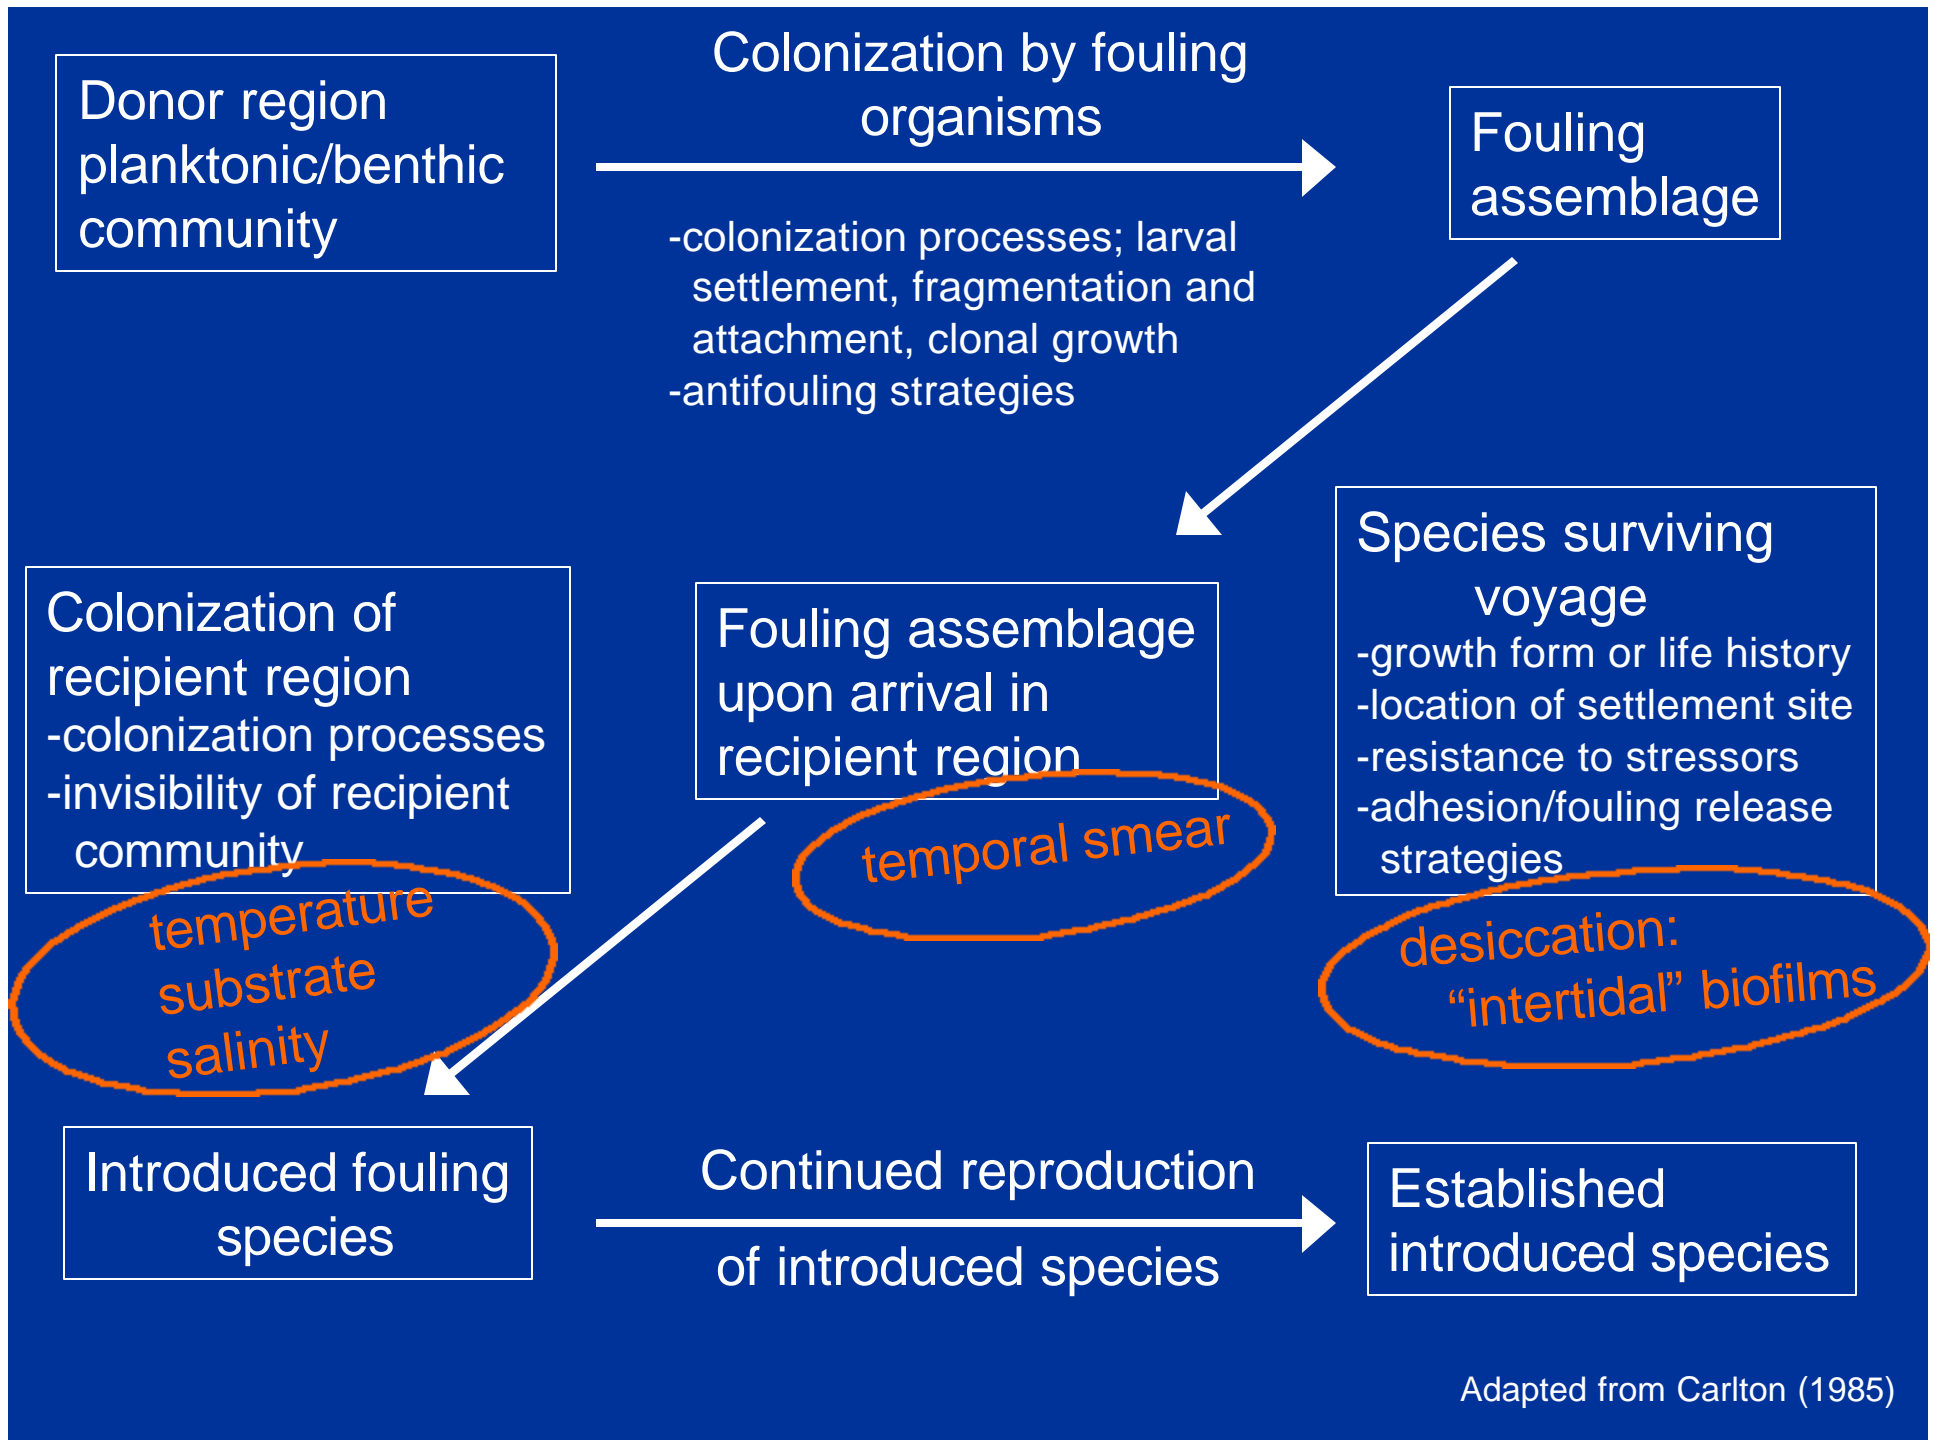 Donor region
planktonic/benthic
community
Colonization by fouling
organisms
-colonization processes; larval
settlement, fragmentation and
attachment, clonal growth
-antifouling strategies
Fouling
assemblage
Species surviving
voyage
-growth form or life history
-location of settlement site
-resistance to stressors
-adhesion/fouling release
strategies
desiccation:
“intertidal” biofilms
Fouling assemblage
upon arrival in
recipient region
temporal smear
Colonization of
recipient region
-colonization processes
-invisibility of recipient
community
temperature
substrate
salinity
Introduced fouling
species
Continued reproduction
of introduced species
Established
introduced species
Adapted from Carlton (1985)